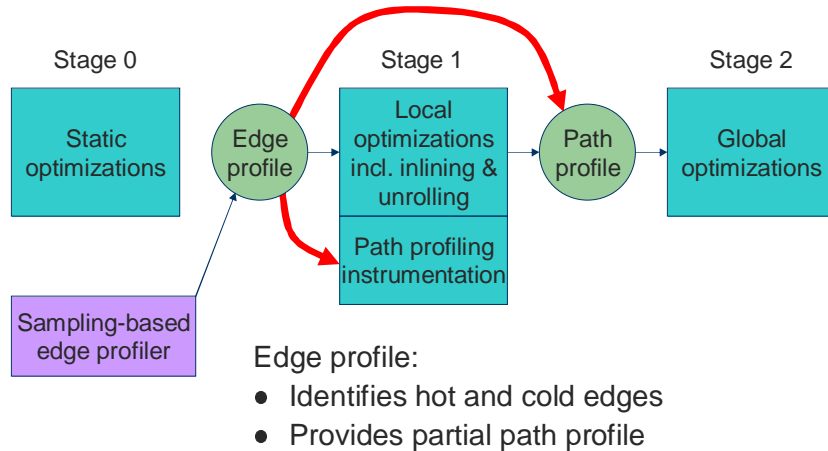 Stage 0
Stage 1
Stage 2
Static
optimizations
Edge
profile
Local
optimizations
incl. inlining &
unrolling
Path
profile
Global
optimizations
Path profiling
instrumentation
Sampling-based
edge profiler
Edge profile:
● Identifies hot and cold edges
● Provides partial path profile